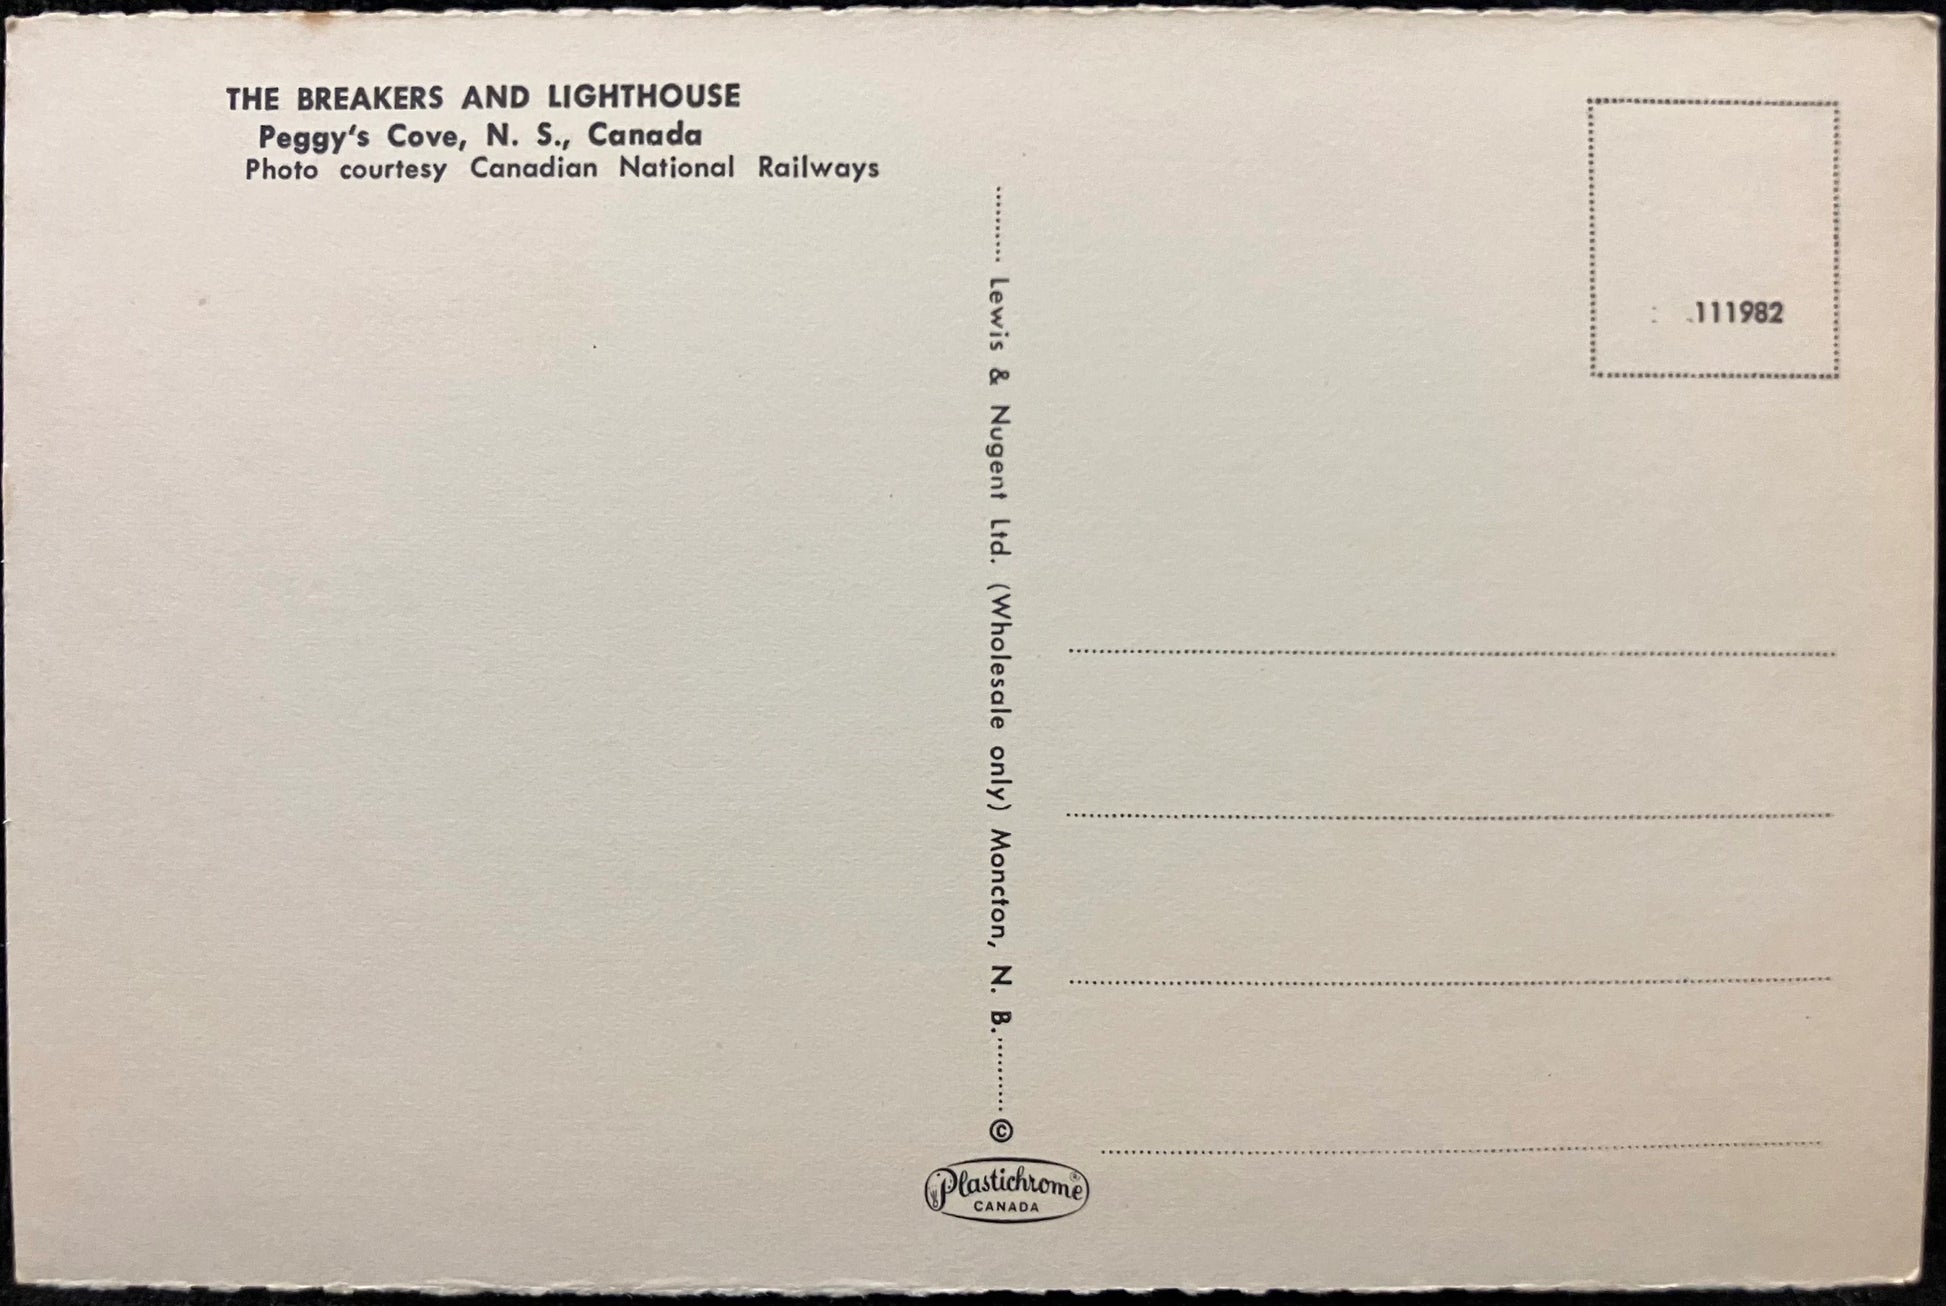 THE BREAKERS AND LIGHTHOUSE
Peggy's Cove, N. S., Canada
Photo courtesy Canadian National Railways
Lewis & Nugent Ltd. (Wholesale only) Moncton, N. B.
©
Plastichrome®
CANADA
111982